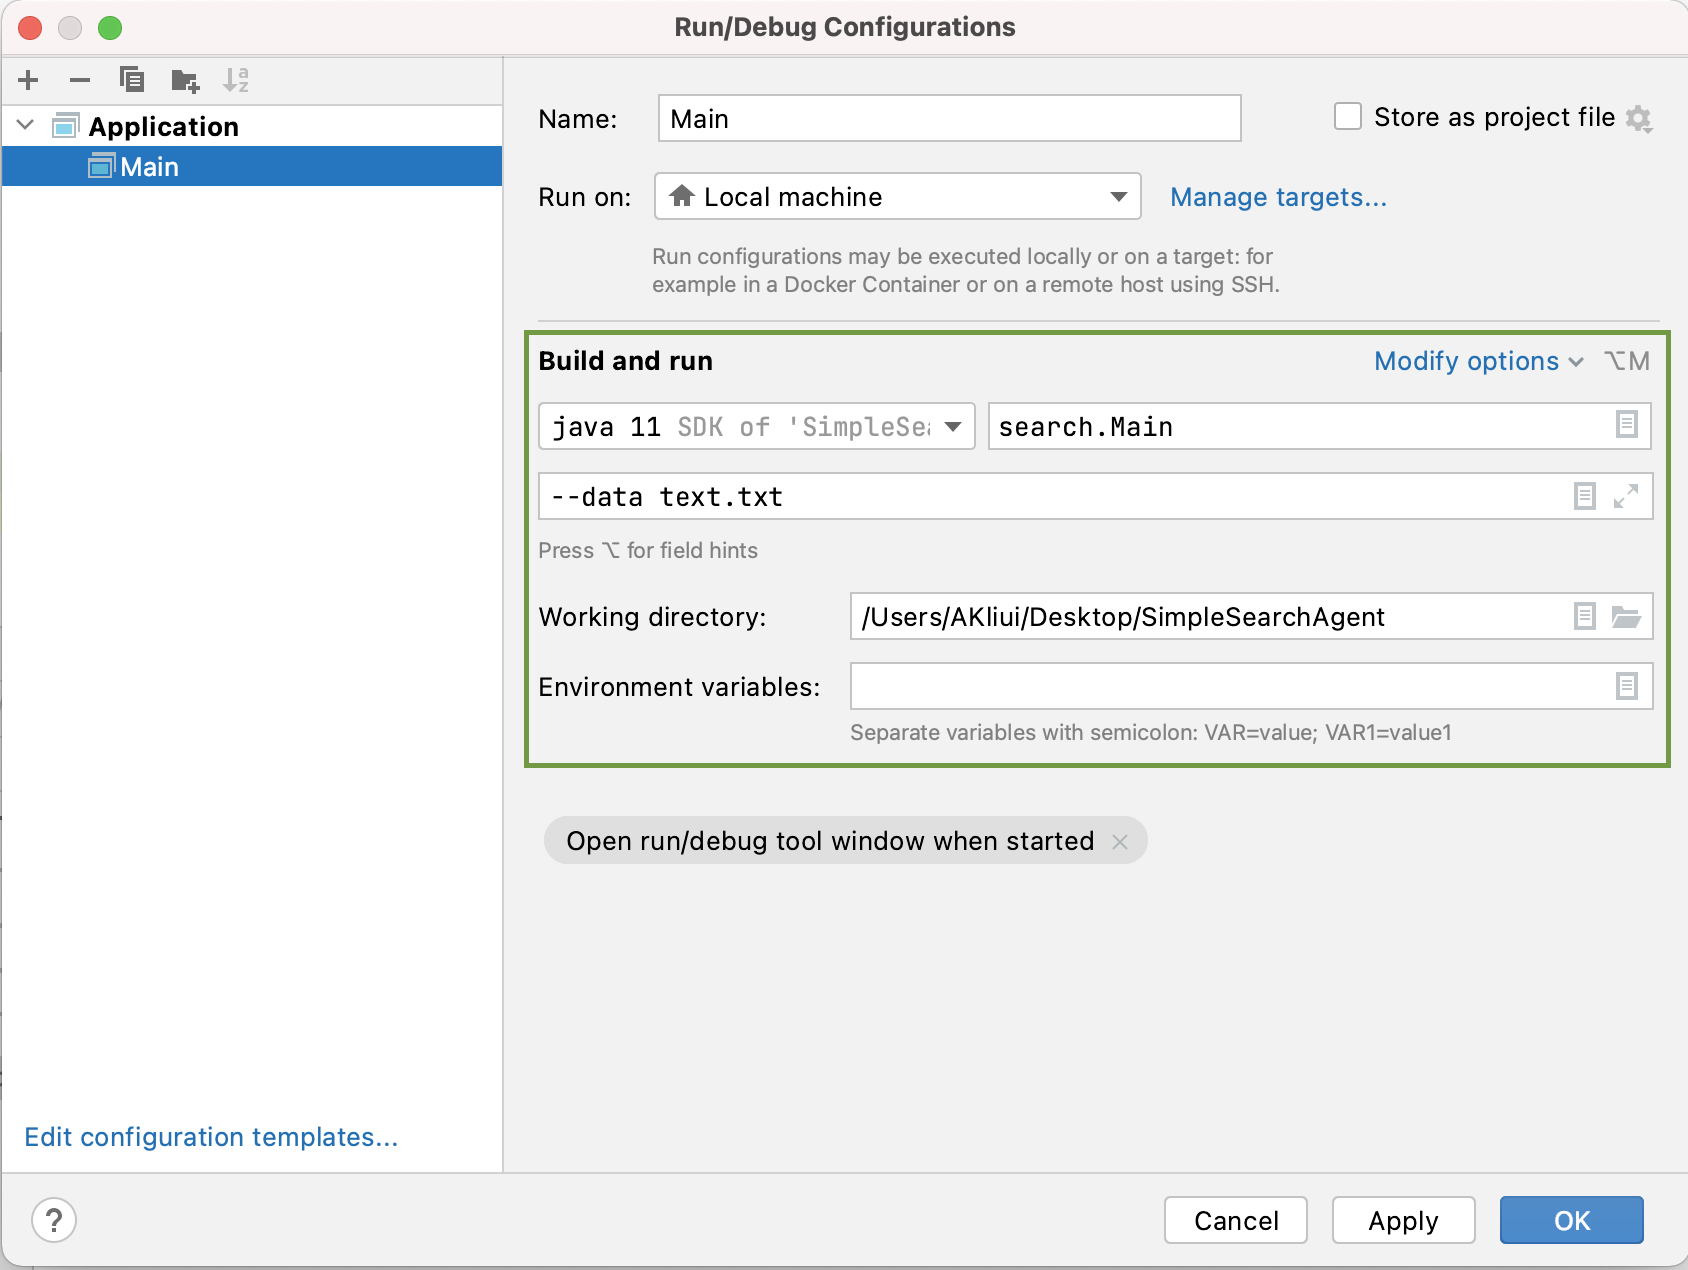 Run/Debug Configurations
Application
Main
Name: Main
Store as project file
Run on: Local machine Manage targets...
Run configurations may be executed locally or on a target: for
example in a Docker Container or on a remote host using SSH.
Build and run Modify options ⌥M
java 11 SDK of 'SimpleSea search.Main
--data text.txt
Press ⌥ for field hints
Working directory: /Users/AKliui/Desktop/SimpleSearchAgent
Environment variables:
Separate variables with semicolon: VAR=value; VAR1=value1
Open run/debug tool window when started
Edit configuration templates...
? Cancel Apply OK